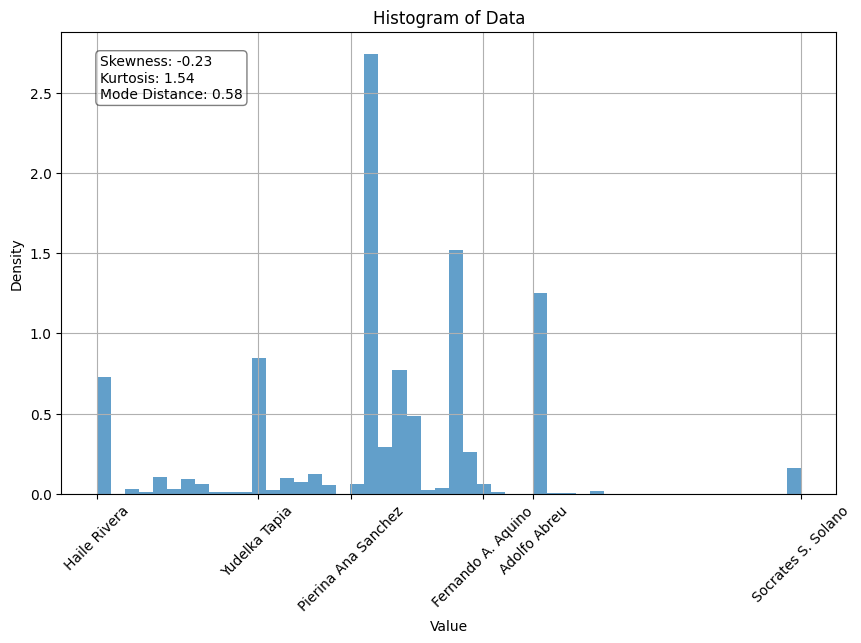 Histogram of Data
Skewness: -0.23
Kurtosis: 1.54
Mode Distance: 0.58
Density
2.5
2.0
1.5
1.0
0.5
0.0
Haile Rivera
Yudelka Tapia
Pierina Ana Sanchez
Fernando A. Aquino
Adolfo Abreu
Socrates S. Solano
Value